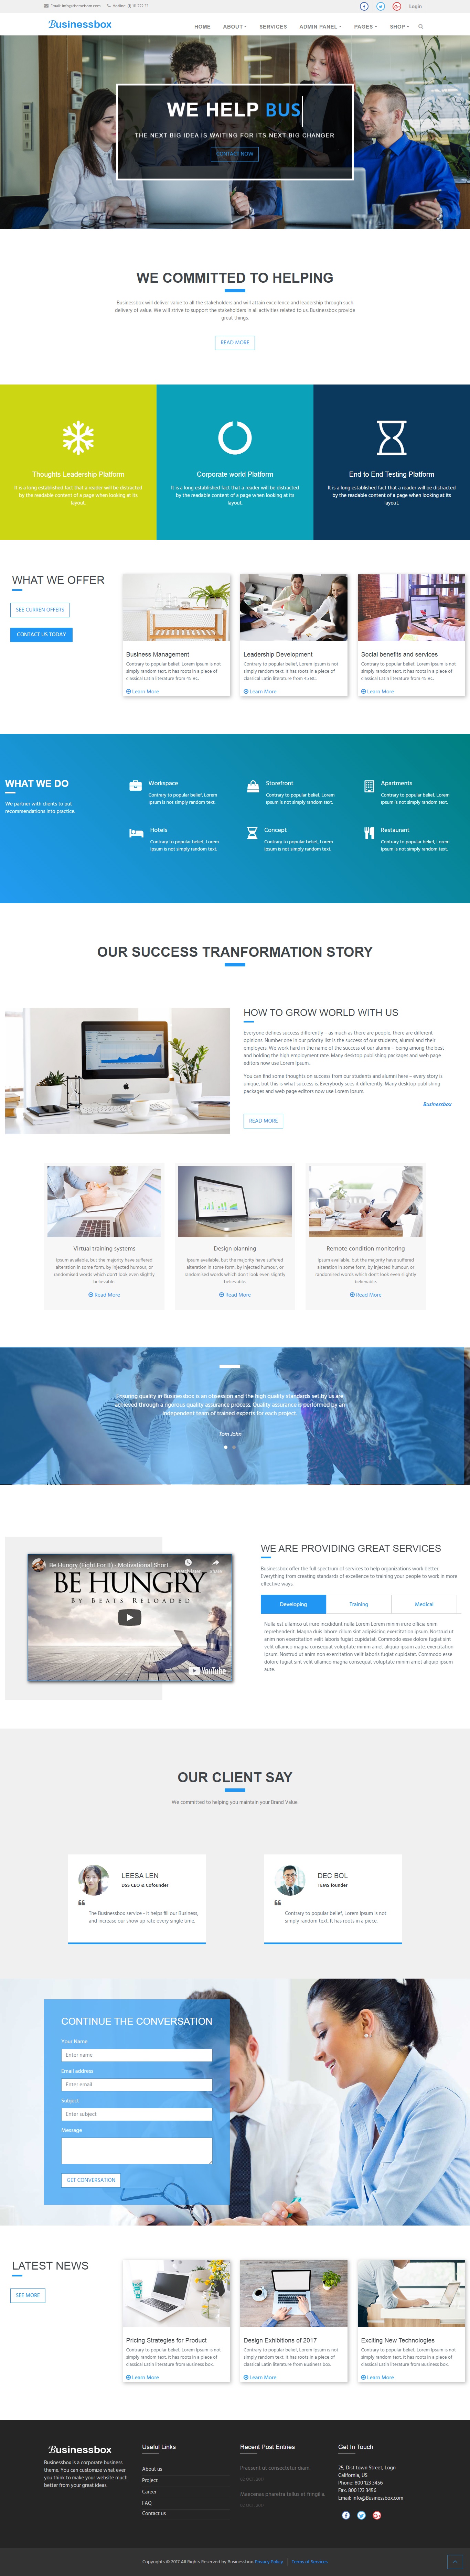 Email: info@themebuim.com  Hotline: (1) 111 222 33
Login
Businessbox
HOME  ABOUT  SERVICES  ADMIN PANEL  PAGES  SHOP
WE HELP BUS
THE NEXT BIG IDEA IS WAITING FOR ITS NEXT BIG CHANGER
CONTACT NOW
WE COMMITTED TO HELPING
Businessbox will deliver value to all the stakeholders and will attain excellence and leadership through such
delivery of value. We will strive to support the stakeholders in all activities related to us. Businessbox provide
great things.
READ MORE
Thoughts Leadership Platform
It is a long established fact that a reader will be distracted
by the readable content of a page when looking at its
layout.
Corporate world Platform
It is a long established fact that a reader will be distracted
by the readable content of a page when looking at its
layout.
End to End Testing Platform
It is a long established fact that a reader will be distracted
by the readable content of a page when looking at its
layout.
WHAT WE OFFER
SEE CURREN OFFERS
CONTACT US TODAY
Business Management
Contrary to popular belief, Lorem Ipsum is not
simply random text. It has roots in a piece of
classical Latin literature from 45 BC.
Learn More
Leadership Development
Contrary to popular belief, Lorem Ipsum is not
simply random text. It has roots in a piece of
classical Latin literature from 45 BC.
Learn More
Social benefits and services
Contrary to popular belief, Lorem Ipsum is not
simply random text. It has roots in a piece of
classical Latin literature from 45 BC.
Learn More
WHAT WE DO
We partner with clients to put
recommendations into practice.
Workspace
Contrary to popular belief, Lorem
Ipsum is not simply random text.
Storefront
Contrary to popular belief, Lorem
Ipsum is not simply random text.
Apartments
Contrary to popular belief, Lorem
Ipsum is not simply random text.
Hotels
Contrary to popular belief, Lorem
Ipsum is not simply random text.
Concept
Contrary to popular belief, Lorem
Ipsum is not simply random text.
Restaurant
Contrary to popular belief, Lorem
Ipsum is not simply random text.
OUR SUCCESS TRANFORMATION STORY
HOW TO GROW WORLD WITH US
Everyone defines success differently – as much as there are people, there are different
opinions. Number one in our priority list is the success of our students, alumni and their
employers. We work hard in the name of the success of our alumni – being among the best
and holding the high employment rate. Many desktop publishing packages and web page
editors now use Lorem Ipsum.
You can find some thoughts on success from our students and alumni here – every story is
unique, but this is what success is. Everybody sees it differently. Many desktop publishing
packages and web page editors now use Lorem Ipsum.
Businessbox
READ MORE
Virtual training systems
Ipsum available, but the majority have suffered
alteration in some form, by injected humour, or
randomised words which don't look even slightly
believable.
Read More
Design planning
Ipsum available, but the majority have suffered
alteration in some form, by injected humour, or
randomised words which don't look even slightly
believable.
Read More
Remote condition monitoring
Ipsum available, but the majority have suffered
alteration in some form, by injected humour, or
randomised words which don't look even slightly
believable.
Read More
Ensuring quality in Businessbox is an obsession and the high quality standards set by us are
achieved through a rigorous quality assurance process. Quality assurance is performed by an
independent team of trained experts for each project.
Tom John
Be Hungry (Fight For It) - Motivational Short...
BE HUNGRY
BY BEATS RELOADED
YouTube
WE ARE PROVIDING GREAT SERVICES
Businessbox offer the full spectrum of services to help organisations work better.
Everything from creating standards of excellence to training your people to work in more
effective ways.
Developing  Training  Medical
Nulla est ullamco ut irure incididunt nulla Lorem Lorem minim irure officia enim
reprehenderit. Magna duis labore cillum sint adipisicing exercitation ipsum. Nostrud ut
anim non exercitation velit laboris fugiat cupidatat. Commodo esse dolore fugiat sint
velit ullamco magna consequat voluptate minim amet aliquip ipsum aute. exercitation
ipsum. Nostrud ut anim non exercitation velit laboris fugiat cupidatat. Commodo esse
dolore fugiat sint velit ullamco magna consequat voluptate minim amet aliquip ipsum
aute.
OUR CLIENT SAY
We committed to helping you maintain your Brand Value.
LEESA LEN
DSS CEO & Cofounder
The Businessbox service - it helps fill our Business,
and increase our show up rate every single time.
DEC BOL
TEMS founder
Contrary to popular belief, Lorem Ipsum is not
simply random text. It has roots in a piece.
CONTINUE THE CONVERSATION
Your Name
Enter name
Email address
Enter email
Subject
Enter subject
Message
GET CONVERSATION
LATEST NEWS
SEE MORE
Pricing Strategies for Product
Contrary to popular belief, Lorem Ipsum is not
simply random text. It has roots in a piece of
classical Latin literature from Business box.
Learn More
Design Exhibitions of 2017
Contrary to popular belief, Lorem Ipsum is not
simply random text. It has roots in a piece of
classical Latin literature from Business box.
Learn More
Exciting New Technologies
Contrary to popular belief, Lorem Ipsum is not
simply random text. It has roots in a piece of
classical Latin literature from Business box.
Learn More
Businessbox
Businessbox is a corporate business
theme. You can customize what ever
you think to make your website much
better from your great ideas.
Useful Links
About us
Project
Career
FAQ
Contact us
Recent Post Entries
Praesent ut consectetur diam.
Maecenas pharetra tellus et fringilla.
Get In Touch
25, Dist town Street, Logn
California, US
Phone: 800 123 3456
Fax: 800 123 3456
Email: info@Businessbox.com
Copyrights © 2017 All Rights Reserved by Businessbox. Privacy Policy | Terms of Services